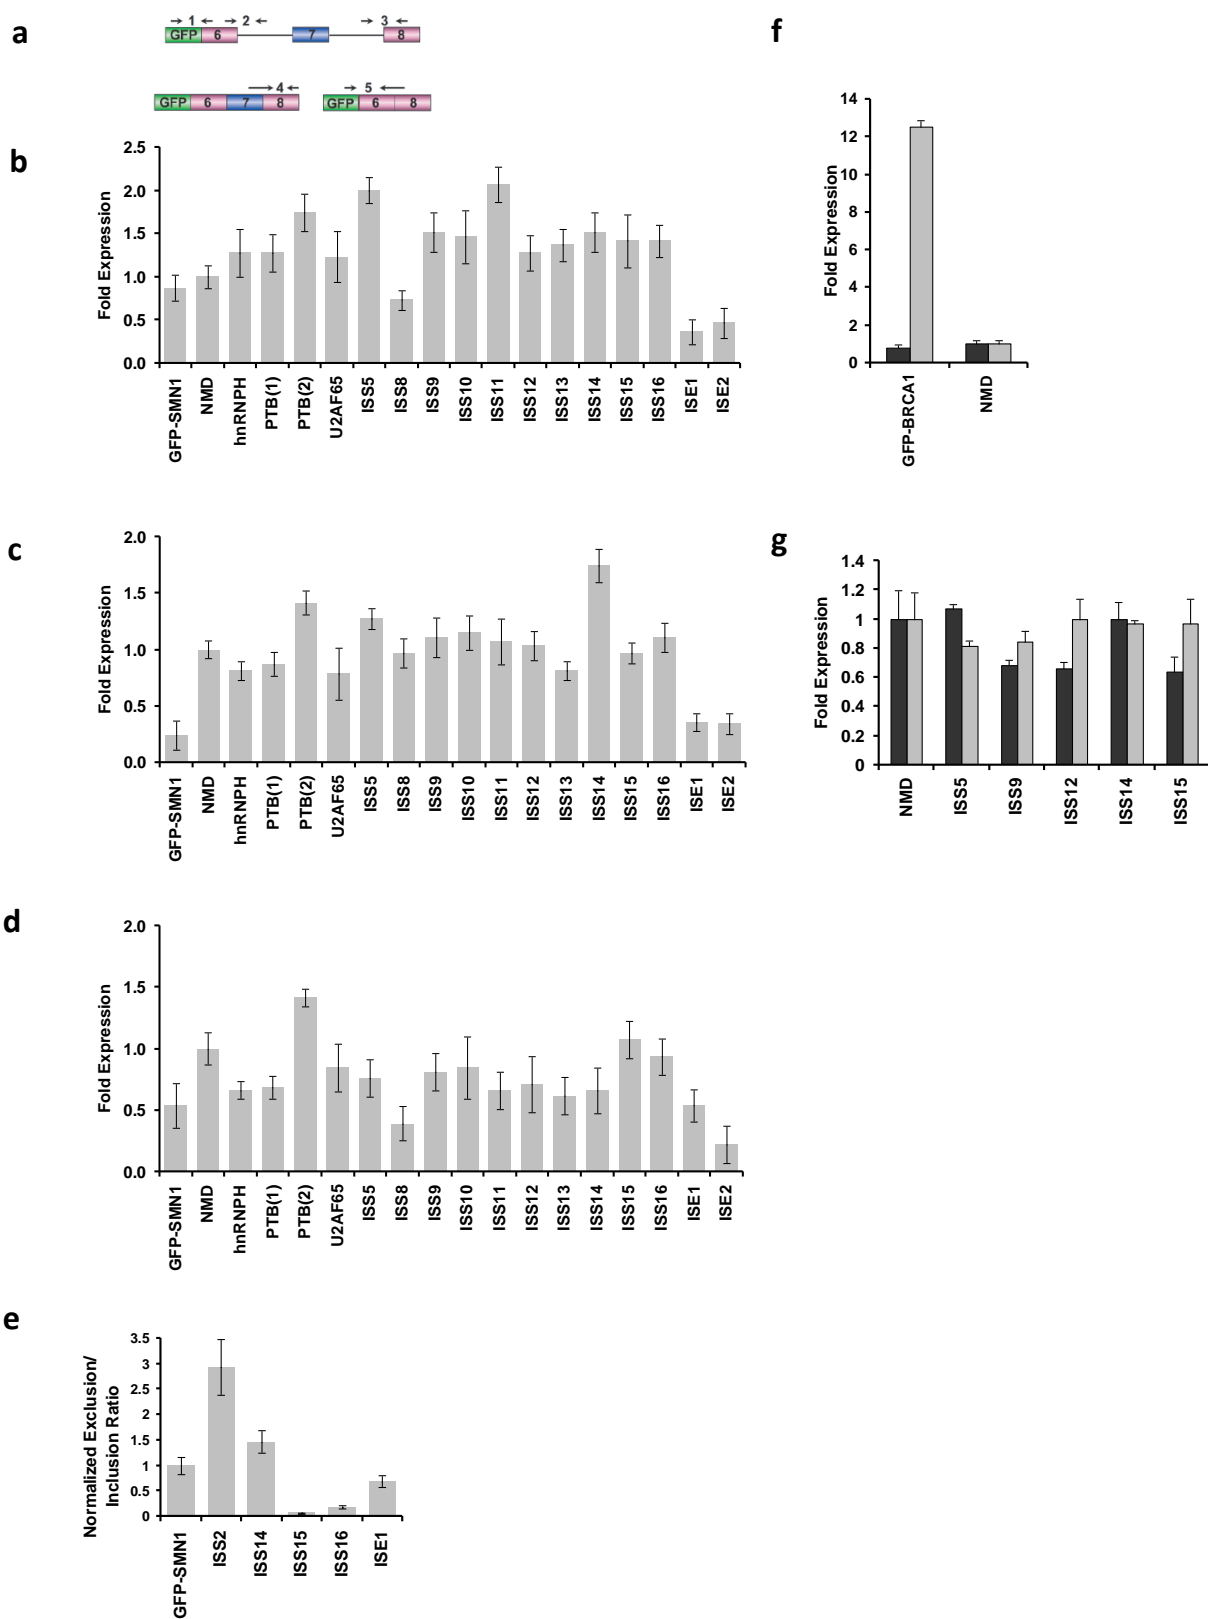 a
1 2 3
GFP 6 7 8
4 5
GFP 6 7 8 GFP 6 8
b
Fold Expression
2.5
2.0
1.5
1.0
0.5
0.0
GFP-SMN1
NMD
hnRNPH
PTB(1)
PTB(2)
U2AF65
ISS5
ISS8
ISS9
ISS10
ISS11
ISS12
ISS13
ISS14
ISS15
ISS16
ISE1
ISE2
c
Fold Expression
2.0
1.5
1.0
0.5
0.0
GFP-SMN1
NMD
hnRNPH
PTB(1)
PTB(2)
U2AF65
ISS5
ISS8
ISS9
ISS10
ISS11
ISS12
ISS13
ISS14
ISS15
ISS16
ISE1
ISE2
d
Fold Expression
2.0
1.5
1.0
0.5
0.0
GFP-SMN1
NMD
hnRNPH
PTB(1)
PTB(2)
U2AF65
ISS5
ISS8
ISS9
ISS10
ISS11
ISS12
ISS13
ISS14
ISS15
ISS16
ISE1
ISE2
e
Normalized Exclusion/
Inclusion Ratio
3.5
3
2.5
2
1.5
1
0.5
0
GFP-SMN1
ISS2
ISS14
ISS15
ISS16
ISE1
f
Fold Expression
14
12
10
8
6
4
2
0
GFP-BRCA1
NMD
g
Fold Expression
1.4
1.2
1
0.8
0.6
0.4
0.2
0
NMD
ISS5
ISS9
ISS12
ISS14
ISS15